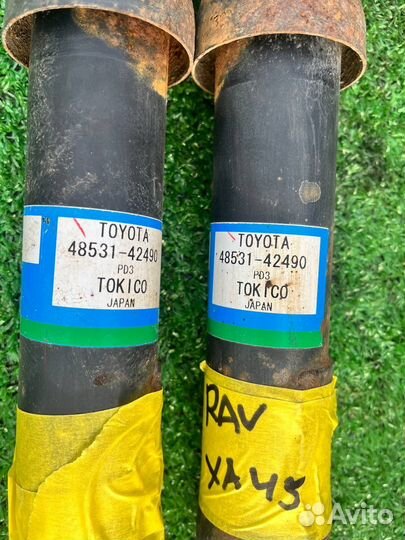 TOYOTA
48531-42490
PD3
TOKICO
JAPAN
TOYOTA
48531-42490
PD3
TOKICO
JAPAN
RAV
XA45
Avito